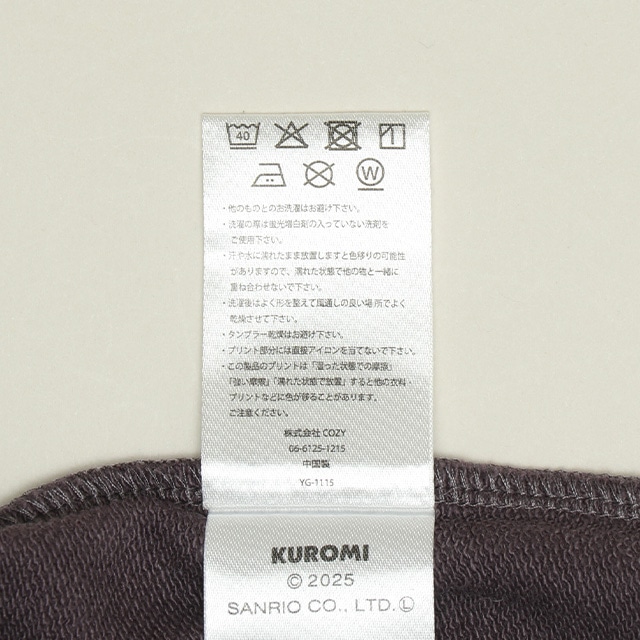 40
W
・他のものとのお洗濯はお避け下さい。
・洗濯の際は蛍光増白剤の入っていない洗剤を
ご使用下さい。
・汗や水に濡れたまま放置しますと色移りの可能性
がありますので、濡れた状態で他の物と一緒に
重ね合わせないで下さい。
・洗濯後はよく形を整えて風通しの良い場所でよく
乾燥させて下さい。
・タンブラー乾燥はお避け下さい。
・プリント部分には直接アイロンを当てないで下さい。
・この製品のプリントは「湿った状態での摩擦」
「強い摩擦」「濡れた状態で放置」すると他の衣料・
プリントなどに色が移ることがあります。
ご注意ください。
株式会社 COZY
06-6125-1215
中国製
YG-1115
KUROMI
© 2025
SANRIO CO., LTD. Ⓛ